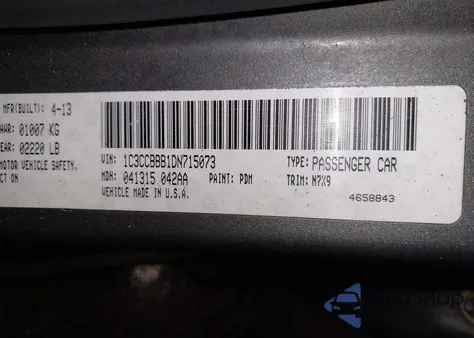 MFR(BUILT): 4-13
AWR: 01007 KG
EAR: 02220 LB
MOTOR VEHICLE SAFETY,
CT ON
VIN: 1C3CCBBB1DN715073
TYPE: PASSENGER CAR
MDH: 041315 042AA
PAINT: PDM
TRIM: N7X9
VEHICLE MADE IN U.S.A.
4658843